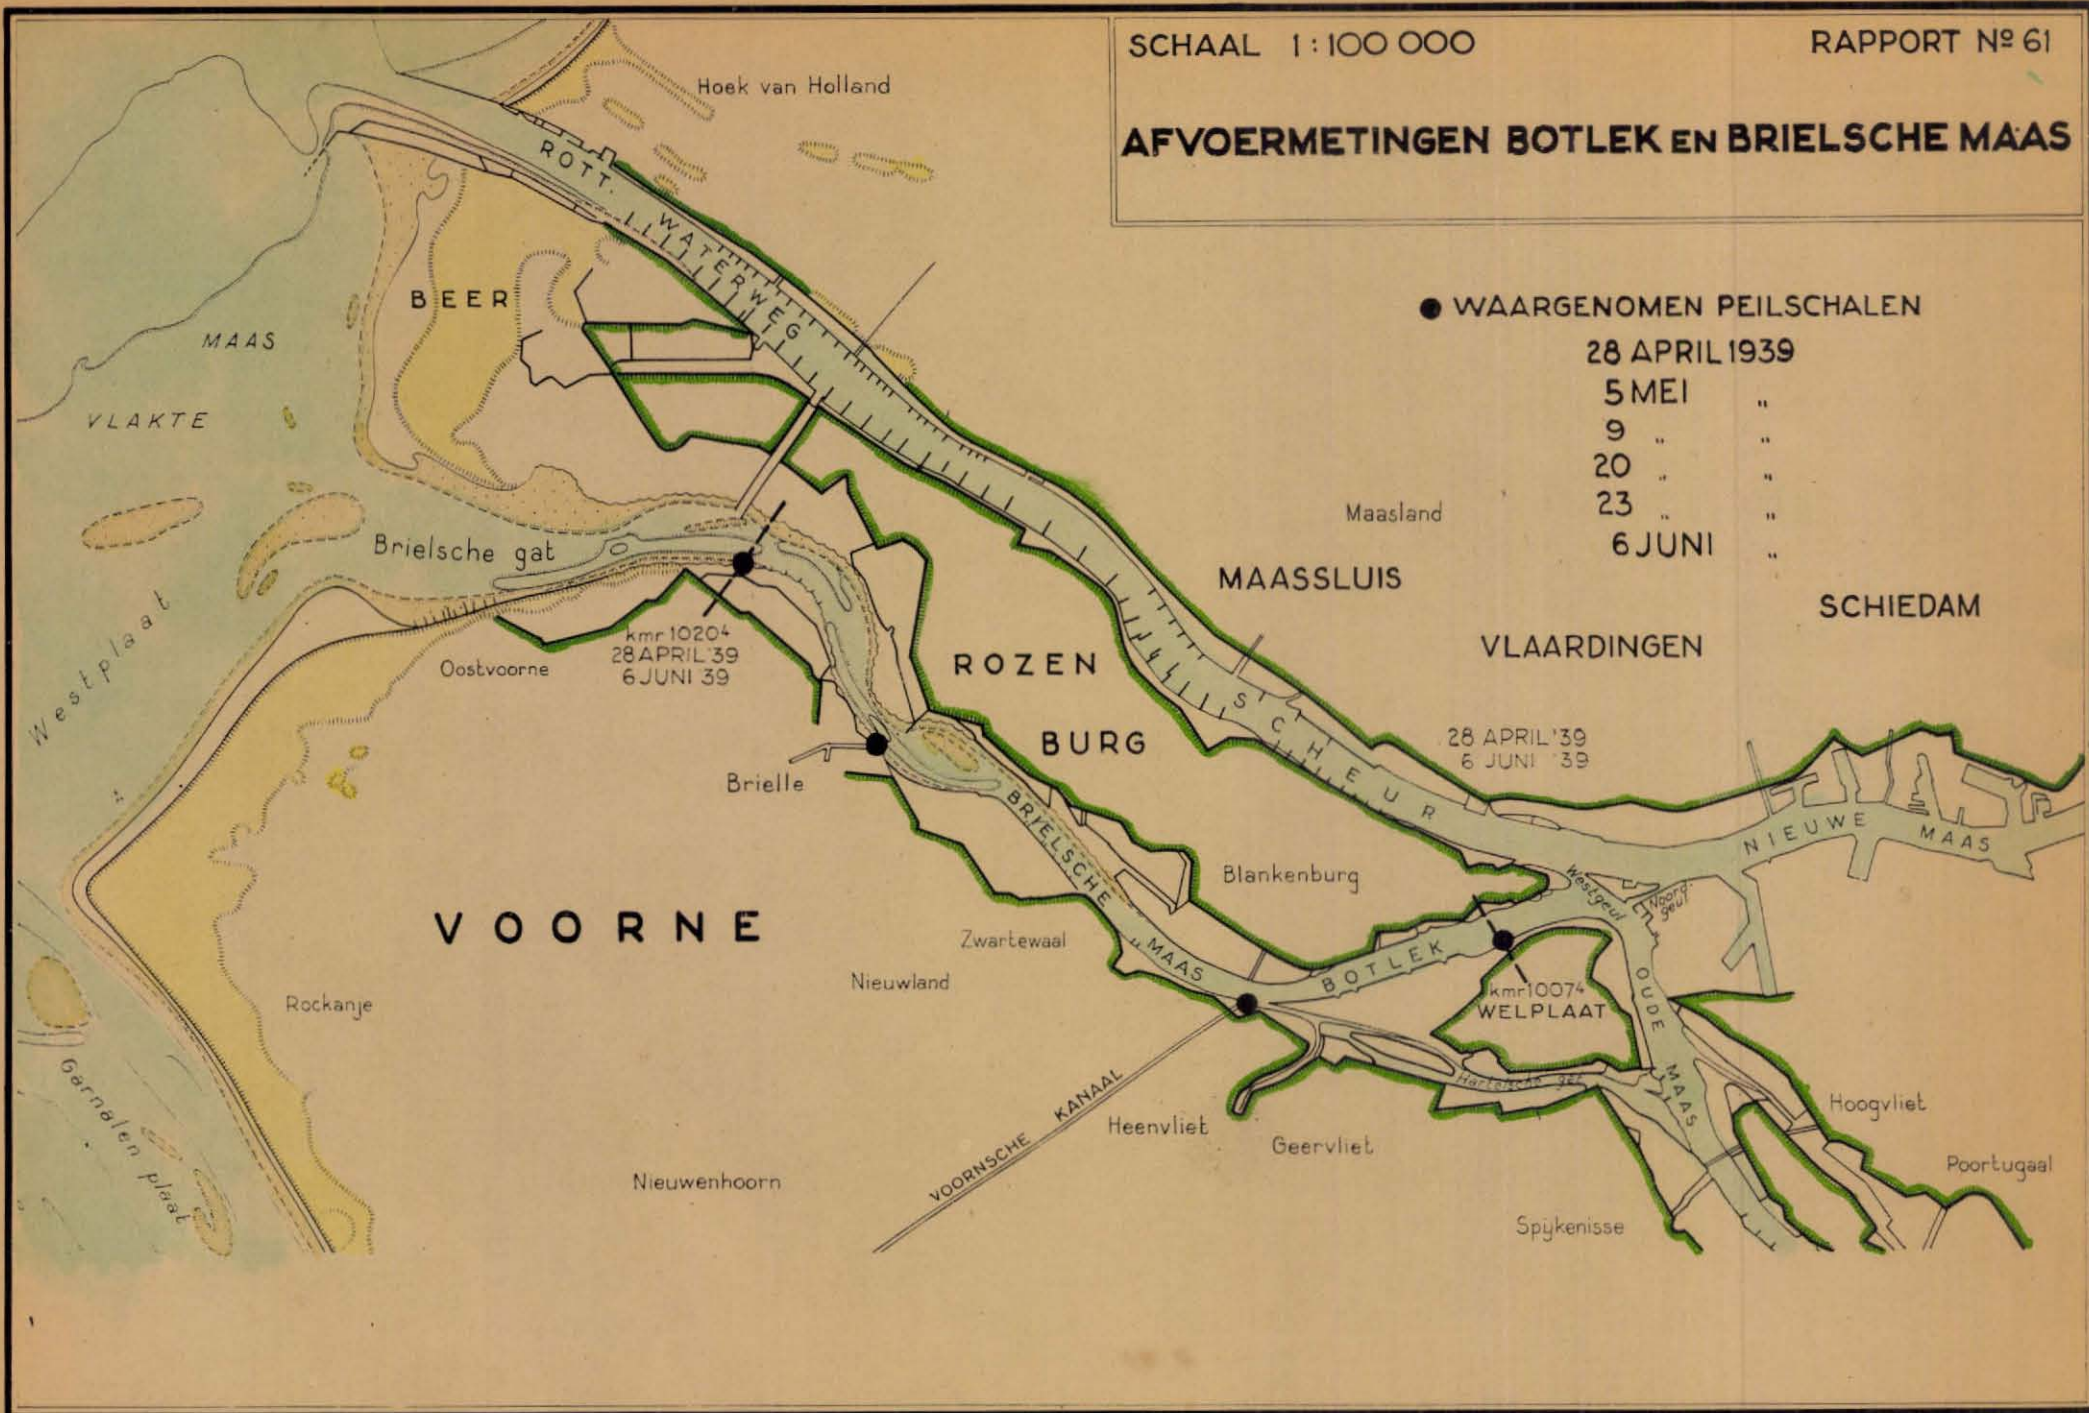 SCHAAL 1:100 000
RAPPORT Nº 61
AFVOERMETINGEN BOTLEK EN BRIELSCHE MAAS
Hoek van Holland
ROTT. WATERWEG
BEER
MAAS
VLAKTE
● WAARGENOMEN PEILSCHALEN
28 APRIL 1939
5 MEI „
9 „ „
20 „ „
23 „ „
6 JUNI „
Maasland
MAASSLUIS
SCHIEDAM
VLAARDINGEN
Brielsche gat
Westplaat
kmr 1020⁴
28 APRIL '39
6 JUNI 39
Oostvoorne
ROZEN
BURG
SCHEUR
28 APRIL '39
6 JUNI '39
Brielle
BRIELSCHE MAAS
NIEUWE MAAS
Blankenburg
Westgeul
Noord
geul
VOORNE
Zwartewaal
Nieuwland
BOTLEK
kmr 1007⁴
WELPLAAT
OUDE MAAS
Rockanje
Garnalen plaat
Hartelsche gat
VOORNSCHE KANAAL
Heenvliet
Geervliet
Hoogvliet
Poortugaal
Nieuwenhoorn
Spijkenisse